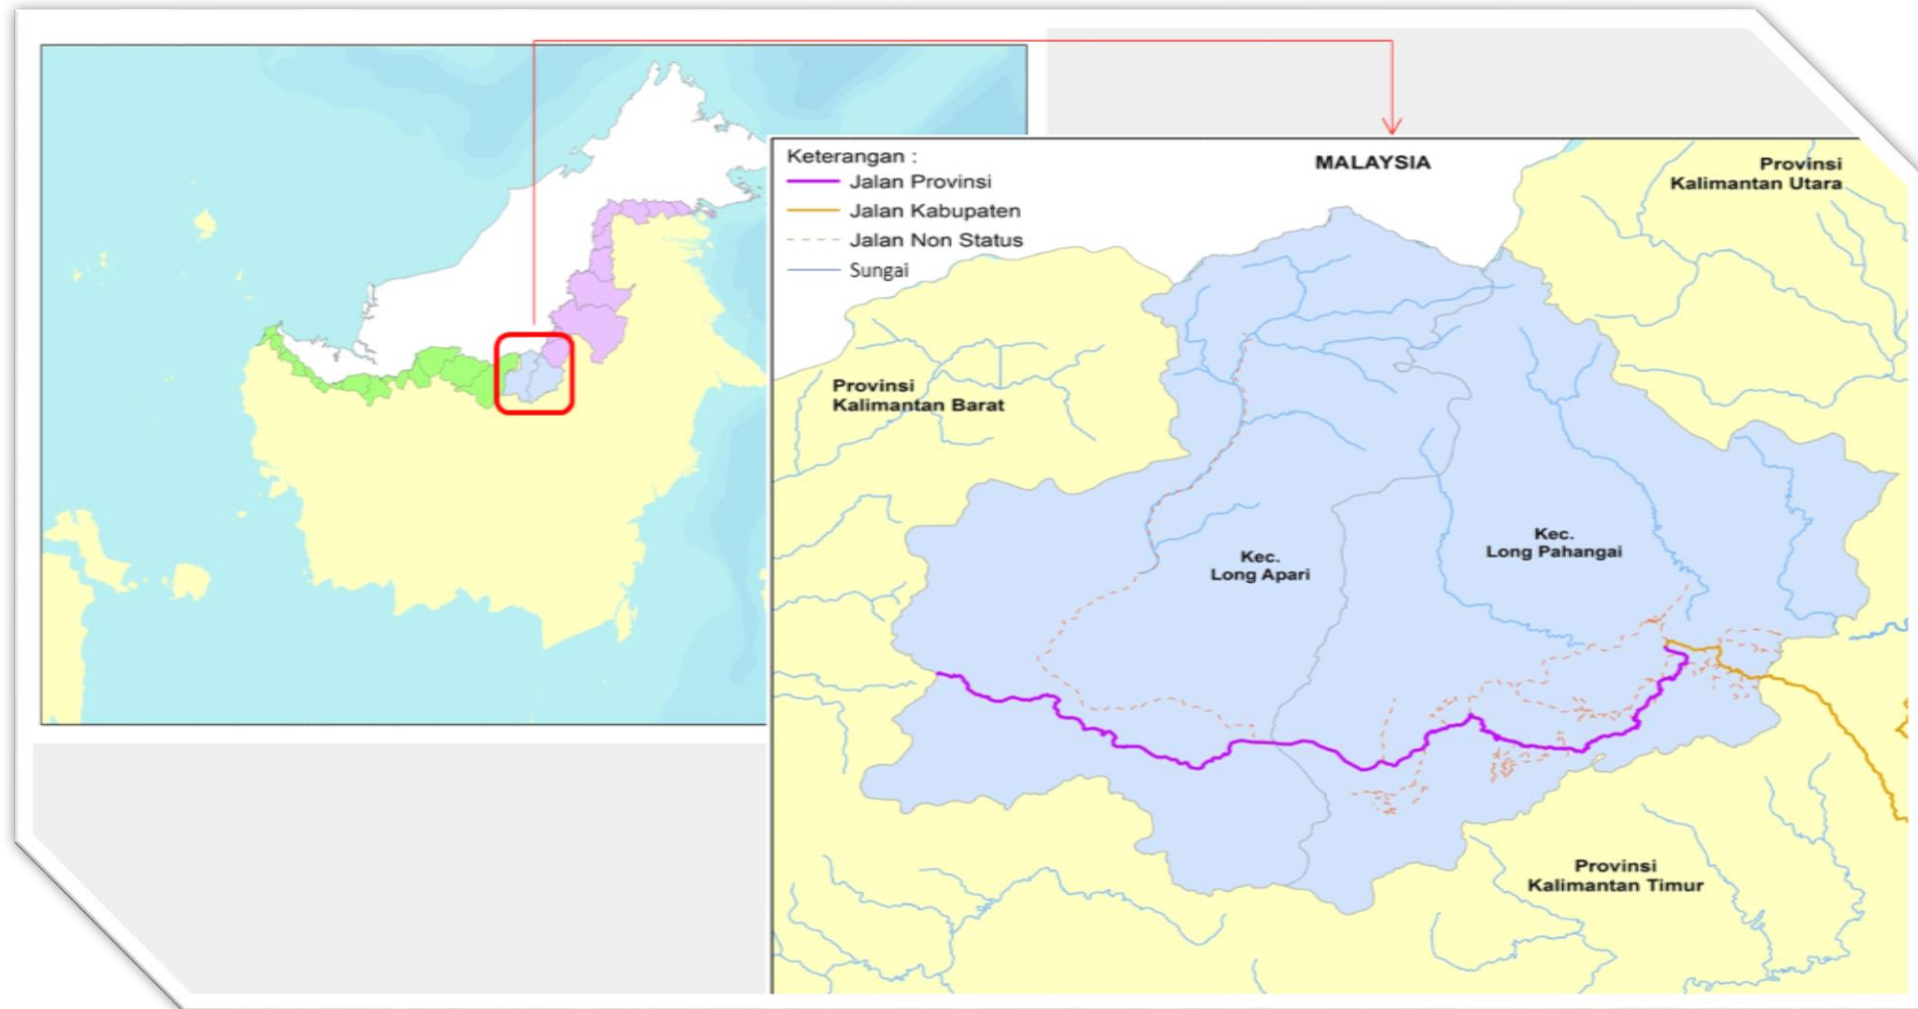 Keterangan :
Jalan Provinsi
Jalan Kabupaten
Jalan Non Status
Sungai
MALAYSIA
Provinsi
Kalimantan Utara
Provinsi
Kalimantan Barat
Kec.
Long Apari
Kec.
Long Pahangai
Provinsi
Kalimantan Timur